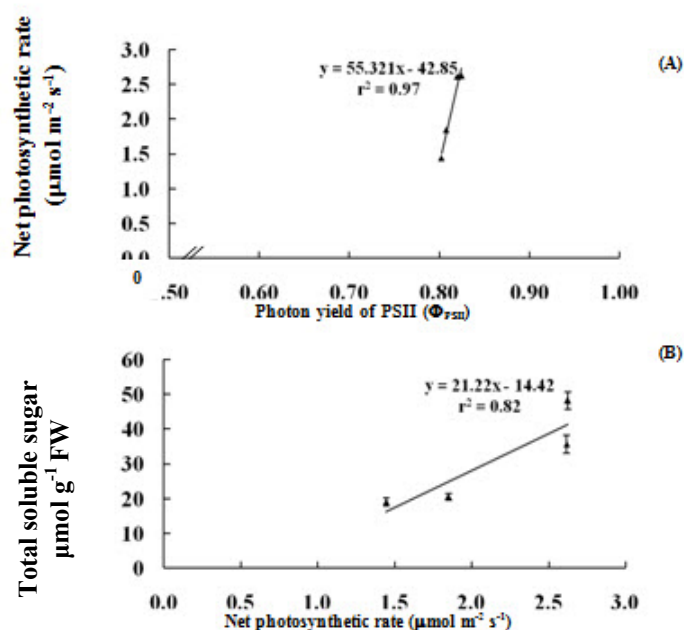 (A)
Net photosynthetic rate
(μmol m⁻² s⁻¹)
3.0
2.5
2.0
1.5
1.0
0.5
0.0
y = 55.321x - 42.85
r² = 0.97
0
.50 0.60 0.70 0.80 0.90 1.00
Photon yield of PSII (Φ_PSII)
(B)
Total soluble sugar
μmol g⁻¹ FW
60
50
40
30
20
10
0
y = 21.22x - 14.42
r² = 0.82
0.0 0.5 1.0 1.5 2.0 2.5 3.0
Net photosynthetic rate (μmol m⁻² s⁻¹)